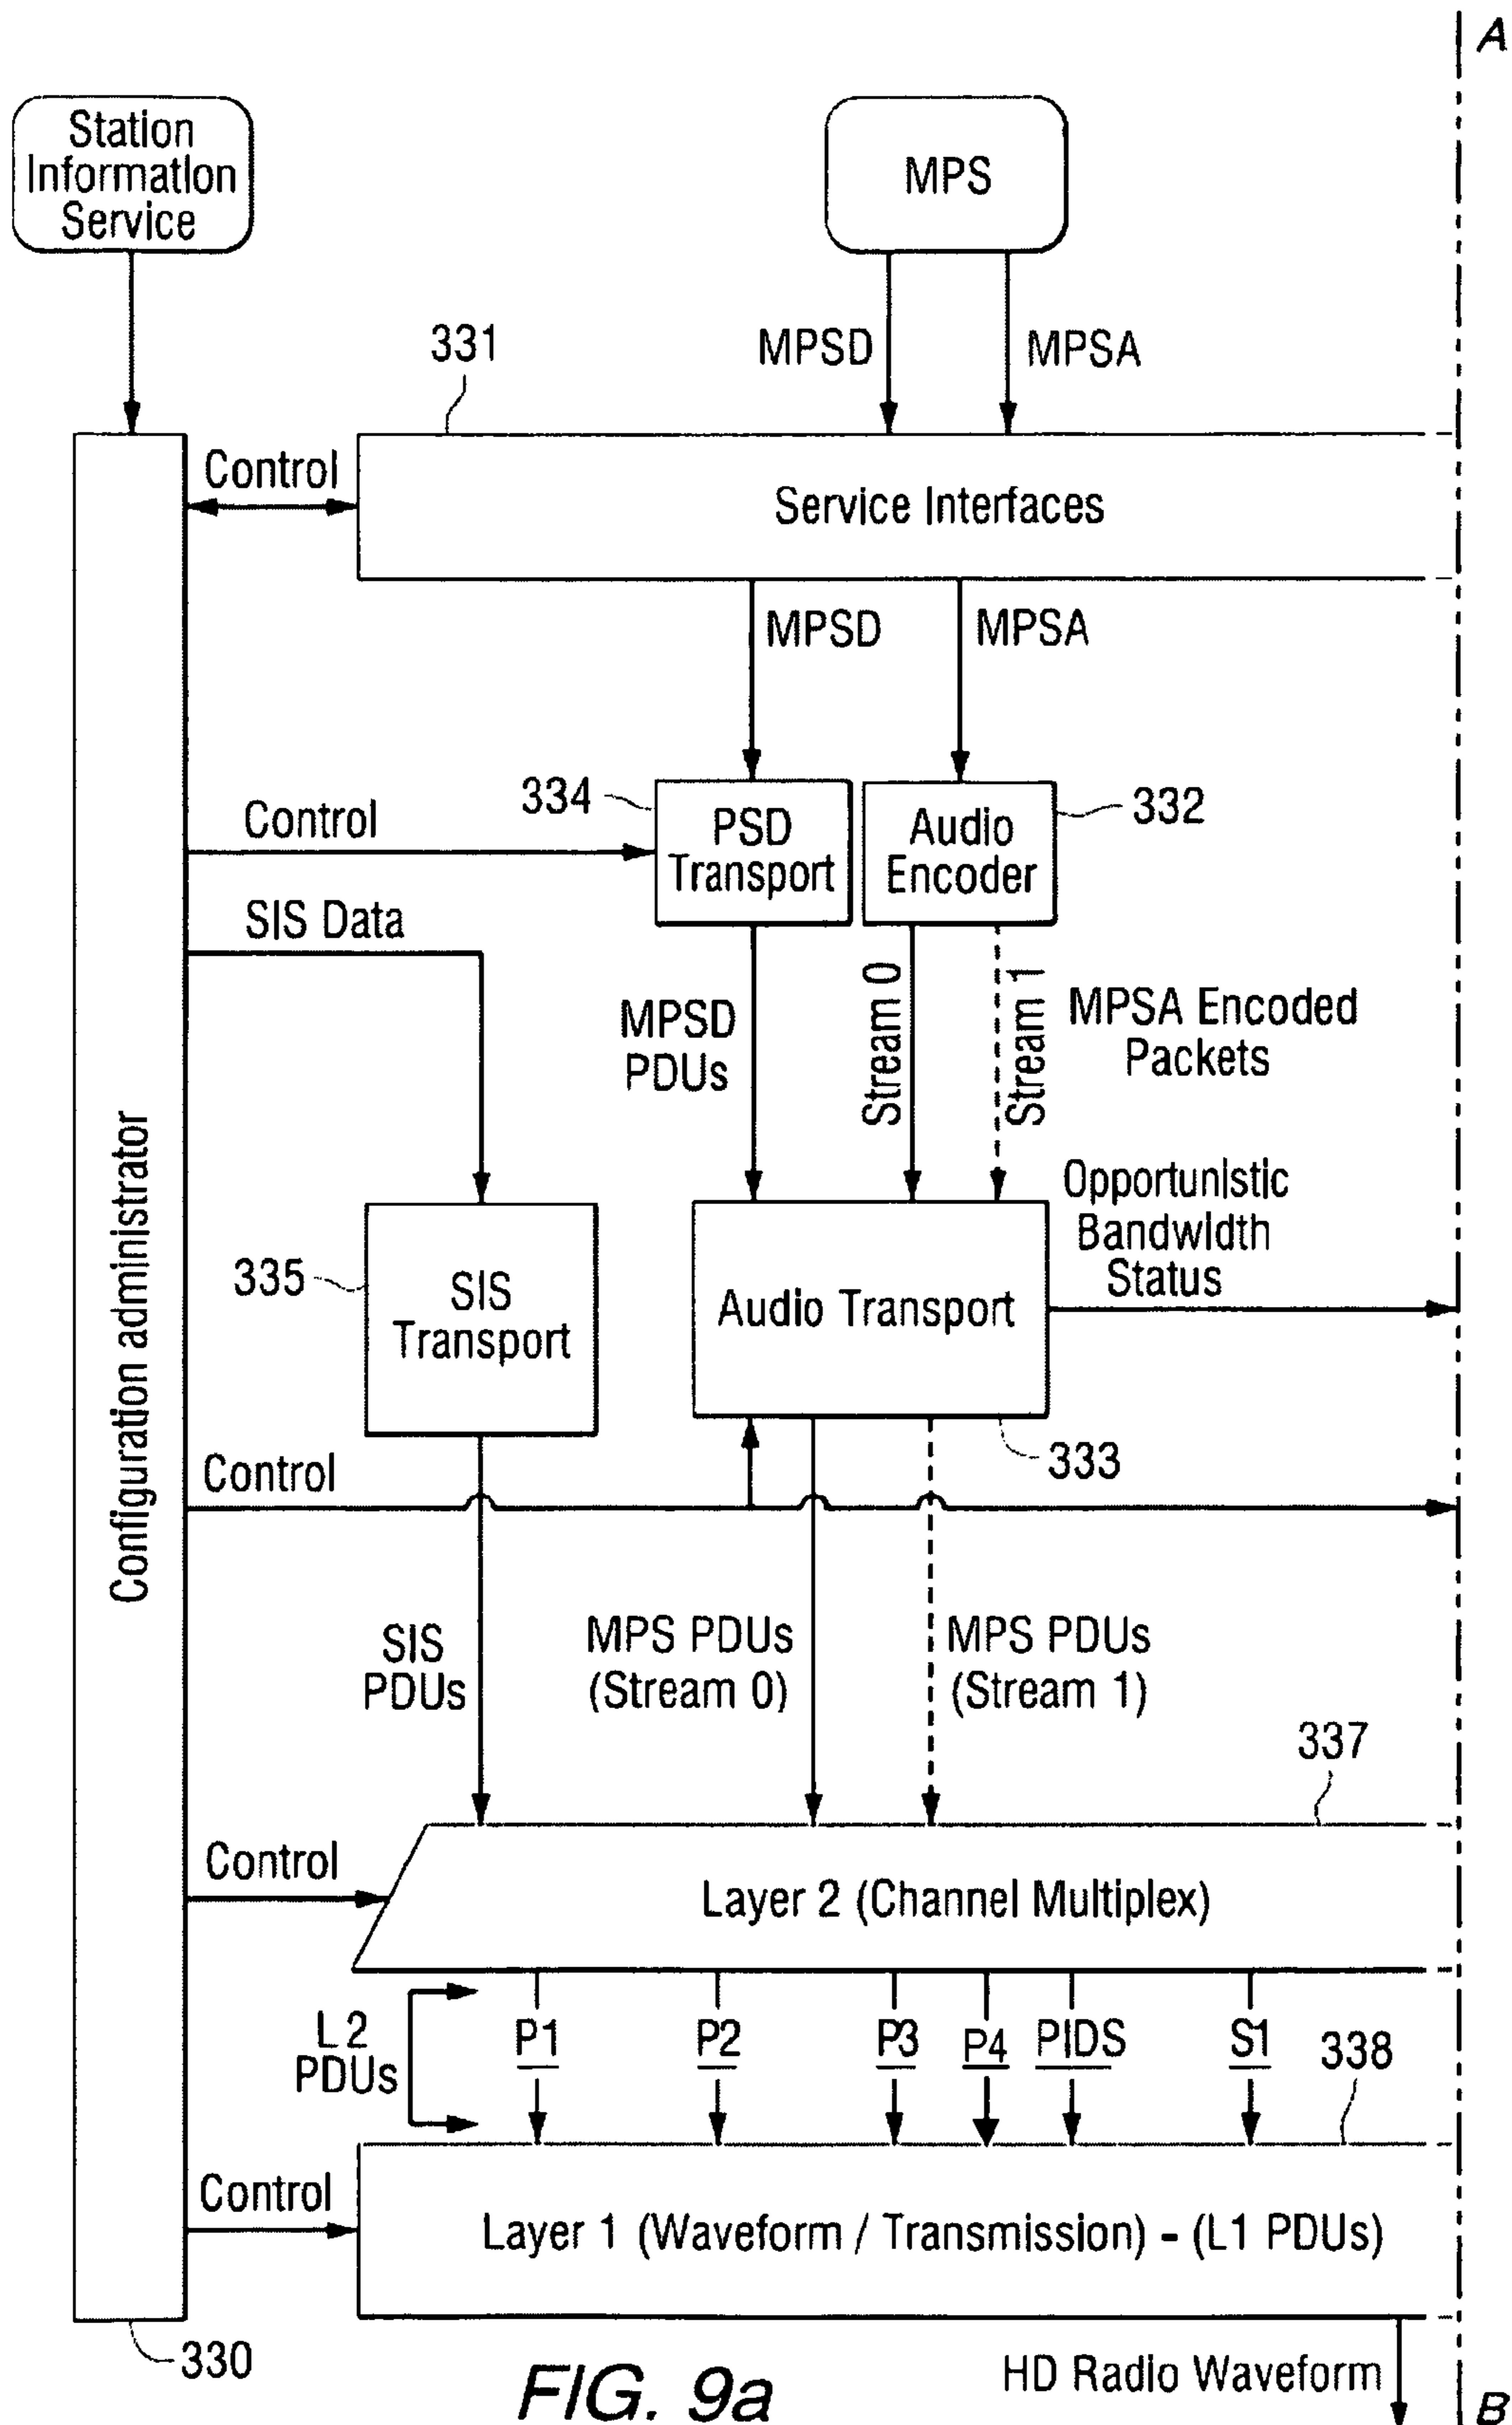 A
Station
Information
Service
MPS
331
MPSD
MPSA
Control
Service Interfaces
MPSD
MPSA
334
PSD
Transport
Audio
Encoder
332
Control
SIS Data
MPSD
PDUs
Stream 0
Stream 1
MPSA Encoded
Packets
Configuration administrator
335
SIS
Transport
Audio Transport
Opportunistic
Bandwidth
Status
333
Control
SIS
PDUs
MPS PDUs
(Stream 0)
MPS PDUs
(Stream 1)
337
Control
Layer 2 (Channel Multiplex)
L2
PDUs
P1
P2
P3
P4
PIDS
S1
338
Control
Layer 1 (Waveform / Transmission) - (L1 PDUs)
330
FIG. 9a
HD Radio Waveform
B